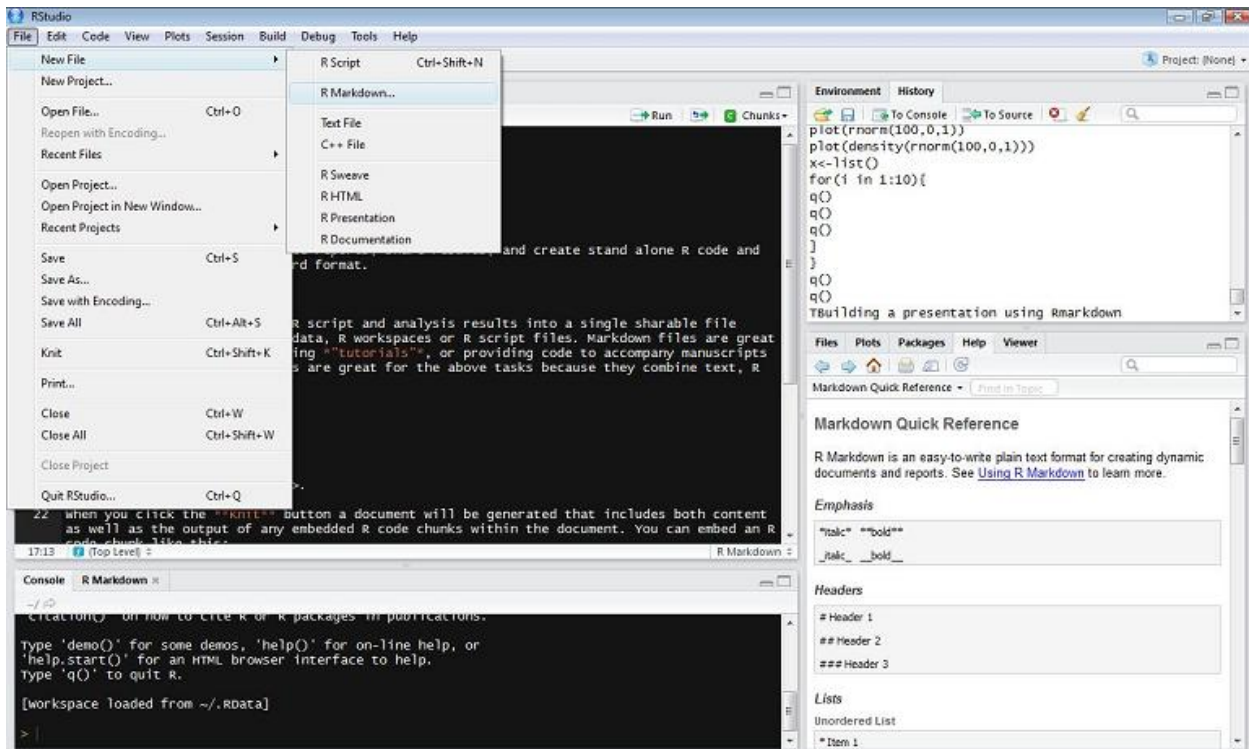 RStudio
File Edit Code View Plots Session Build Debug Tools Help
Project: (None)
New File
New Project...
Open File... Ctrl+O
Reopen with Encoding...
Recent Files
Open Project...
Open Project in New Window...
Recent Projects
Save Ctrl+S
Save As...
Save with Encoding...
Save All Ctrl+Alt+S
Knit Ctrl+Shift+K
Print...
Close Ctrl+W
Close All Ctrl+Shift+W
Close Project
Quit RStudio... Ctrl+Q
R Script Ctrl+Shift+N
R Markdown...
Text File
C++ File
R Sweave
R HTML
R Presentation
R Documentation
Run Chunks
and create stand alone R code and
rd format.
R script and analysis results into a single sharable file
data, R workspaces or R script files. Markdown files are great
ing *"tutorials"*, or providing code to accompany manuscripts
s are great for the above tasks because they combine text, R
>.
22 when you click the **Knit** button a document will be generated that includes both content
as well as the output of any embedded R code chunks within the document. You can embed an R
code chunk like this:
17:13 (Top Level) R Markdown
Console R Markdown
~/
'citation()' on how to cite R or R packages in publications.
Type 'demo()' for some demos, 'help()' for on-line help, or
'help.start()' for an HTML browser interface to help.
Type 'q()' to quit R.
[Workspace loaded from ~/.RData]
>
Environment History
To Console To Source
plot(rnorm(100,0,1))
plot(density(rnorm(100,0,1)))
x<-list()
for(i in 1:10){
q()
q()
q()
]
}
q()
q()
TBuilding a presentation using Rmarkdown
Files Plots Packages Help Viewer
Markdown Quick Reference Find in Topic
Markdown Quick Reference
R Markdown is an easy-to-write plain text format for creating dynamic
documents and reports. See Using R Markdown to learn more.
Emphasis
*italic* **bold**
_italic_ __bold__
Headers
# Header 1
## Header 2
### Header 3
Lists
Unordered List
* Item 1